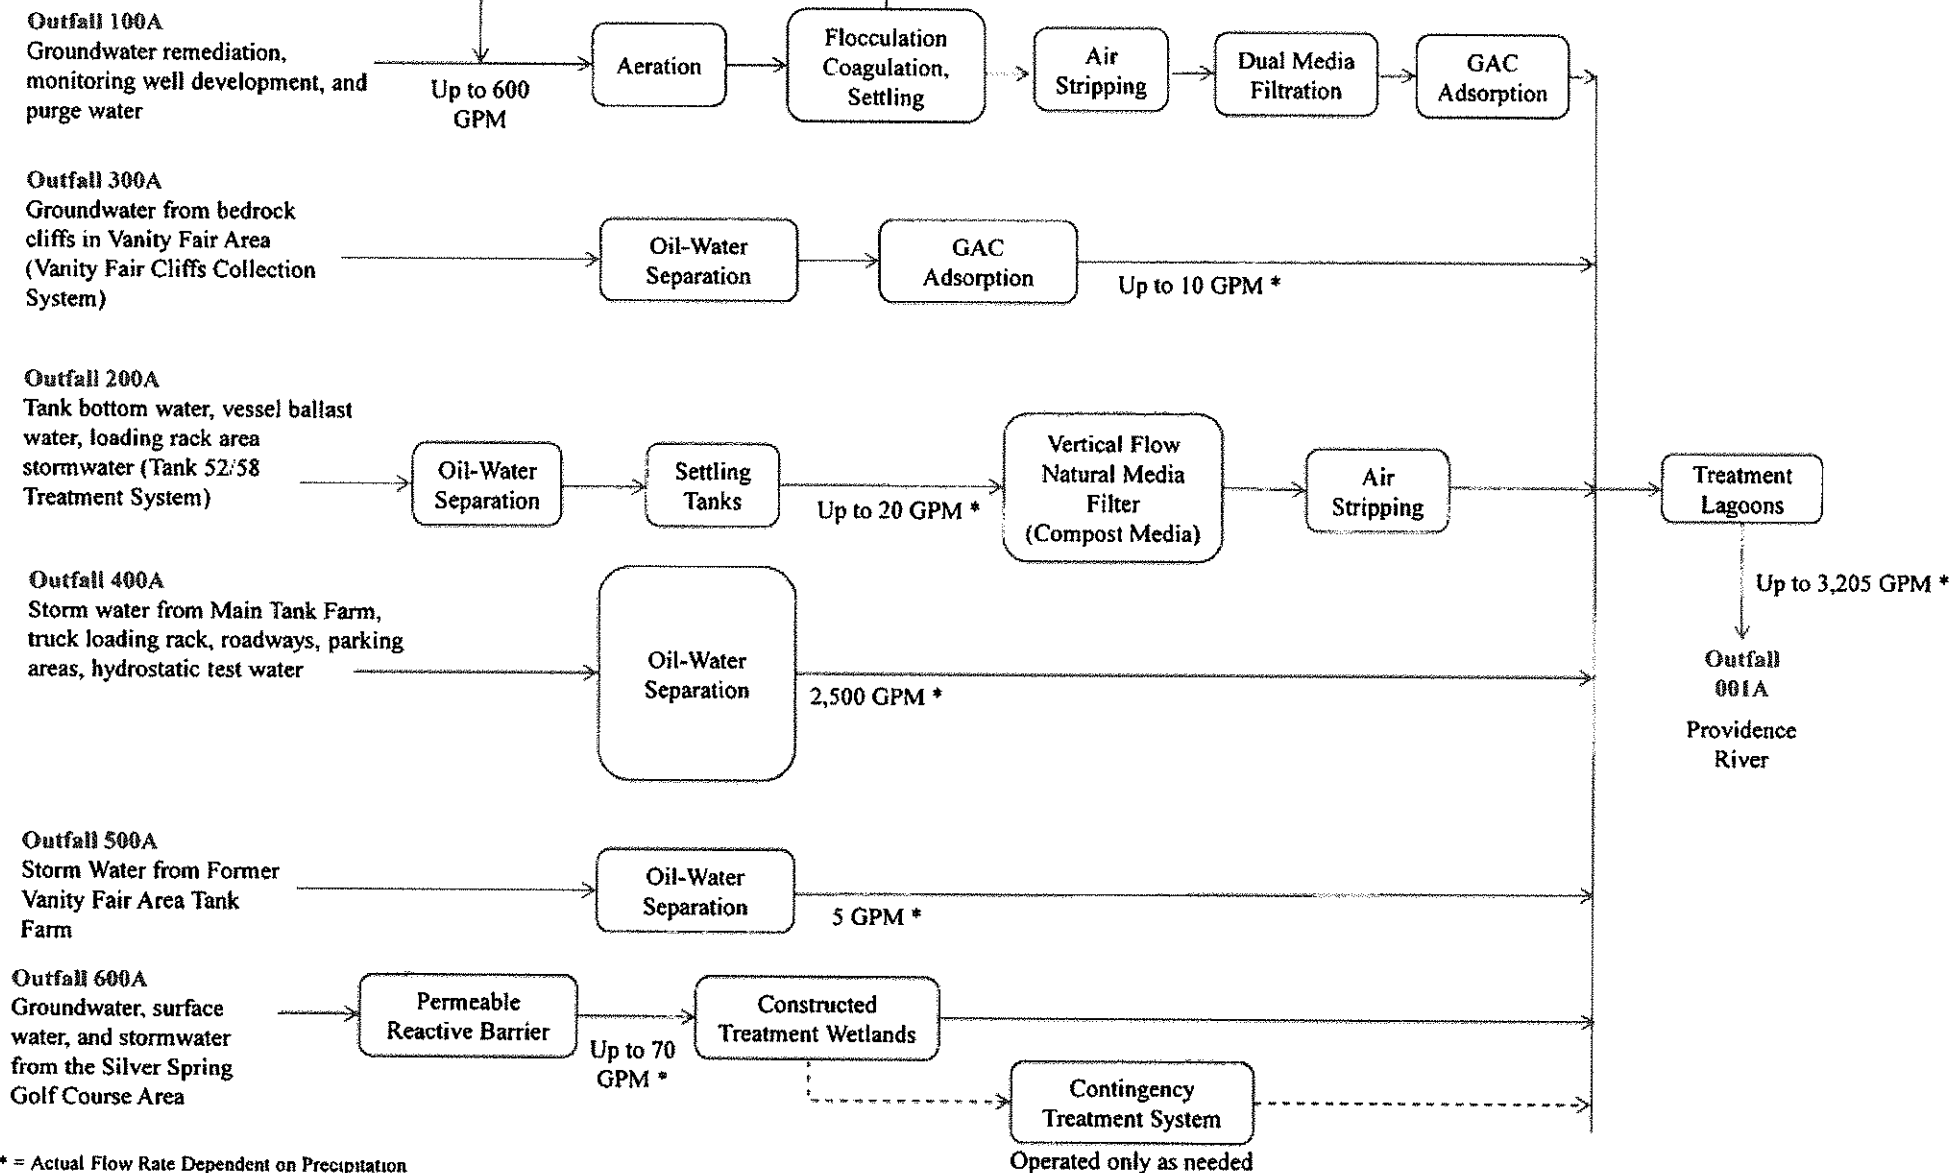 Outfall 100A
Groundwater remediation,
monitoring well development, and
purge water
Up to 600
GPM
Aeration
Flocculation
Coagulation,
Settling
Air
Stripping
Dual Media
Filtration
GAC
Adsorption
Outfall 300A
Groundwater from bedrock
cliffs in Vanity Fair Area
(Vanity Fair Cliffs Collection
System)
Oil-Water
Separation
GAC
Adsorption
Up to 10 GPM *
Outfall 200A
Tank bottom water, vessel ballast
water, loading rack area
stormwater (Tank 52/58
Treatment System)
Oil-Water
Separation
Settling
Tanks
Up to 20 GPM *
Vertical Flow
Natural Media
Filter
(Compost Media)
Air
Stripping
Treatment
Lagoons
Up to 3,205 GPM *
Outfall
001A
Providence
River
Outfall 400A
Storm water from Main Tank Farm,
truck loading rack, roadways, parking
areas, hydrostatic test water
Oil-Water
Separation
2,500 GPM *
Outfall 500A
Storm Water from Former
Vanity Fair Area Tank
Farm
Oil-Water
Separation
5 GPM *
Outfall 600A
Groundwater, surface
water, and stormwater
from the Silver Spring
Golf Course Area
Permeable
Reactive Barrier
Up to 70
GPM *
Constructed
Treatment Wetlands
Contingency
Treatment System
Operated only as needed
* = Actual Flow Rate Dependent on Precipitation